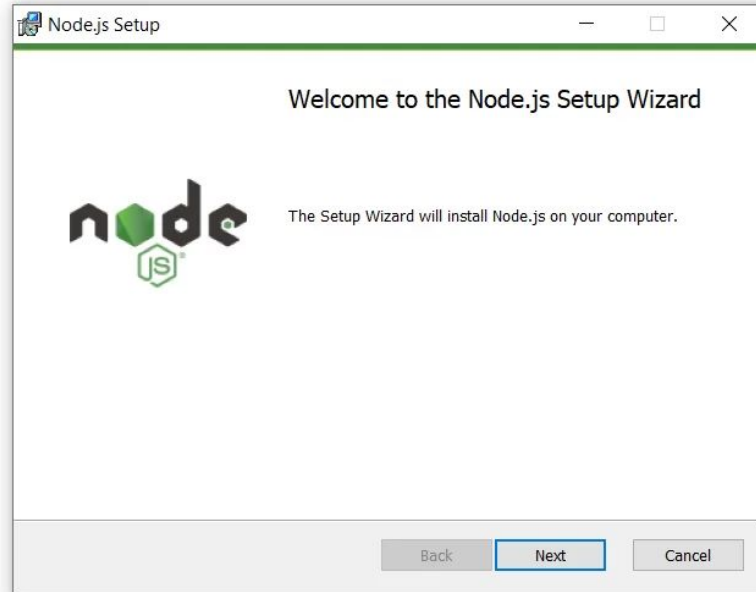 Node.js Setup
Welcome to the Node.js Setup Wizard
node
JS
The Setup Wizard will install Node.js on your computer.
Back Next Cancel